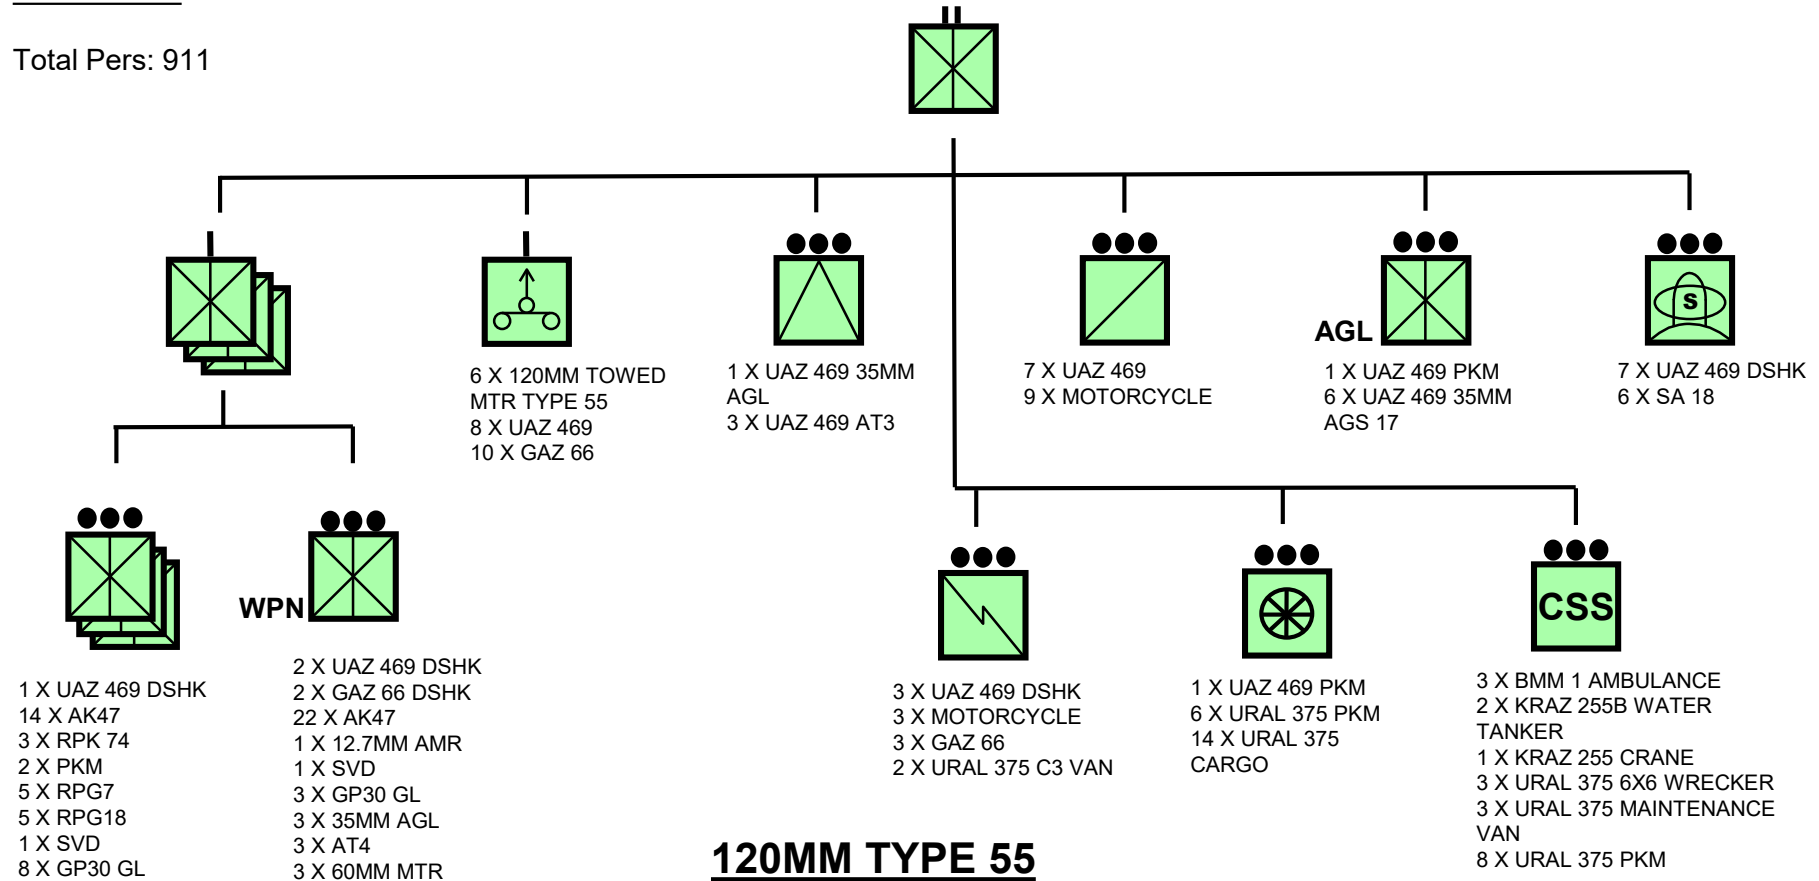 Total Pers: 911
AGL
S
6 X 120MM TOWED
MTR TYPE 55
8 X UAZ 469
10 X GAZ 66
1 X UAZ 469 35MM
AGL
3 X UAZ 469 AT3
7 X UAZ 469
9 X MOTORCYCLE
1 X UAZ 469 PKM
6 X UAZ 469 35MM
AGS 17
7 X UAZ 469 DSHK
6 X SA 18
WPN
CSS
1 X UAZ 469 DSHK
14 X AK47
3 X RPK 74
2 X PKM
5 X RPG7
5 X RPG18
1 X SVD
8 X GP30 GL
2 X UAZ 469 DSHK
2 X GAZ 66 DSHK
22 X AK47
1 X 12.7MM AMR
1 X SVD
3 X GP30 GL
3 X 35MM AGL
3 X AT4
3 X 60MM MTR
3 X UAZ 469 DSHK
3 X MOTORCYCLE
3 X GAZ 66
2 X URAL 375 C3 VAN
1 X UAZ 469 PKM
6 X URAL 375 PKM
14 X URAL 375
CARGO
3 X BMM 1 AMBULANCE
2 X KRAZ 255B WATER
TANKER
1 X KRAZ 255 CRANE
3 X URAL 375 6X6 WRECKER
3 X URAL 375 MAINTENANCE
VAN
8 X URAL 375 PKM
120MM TYPE 55